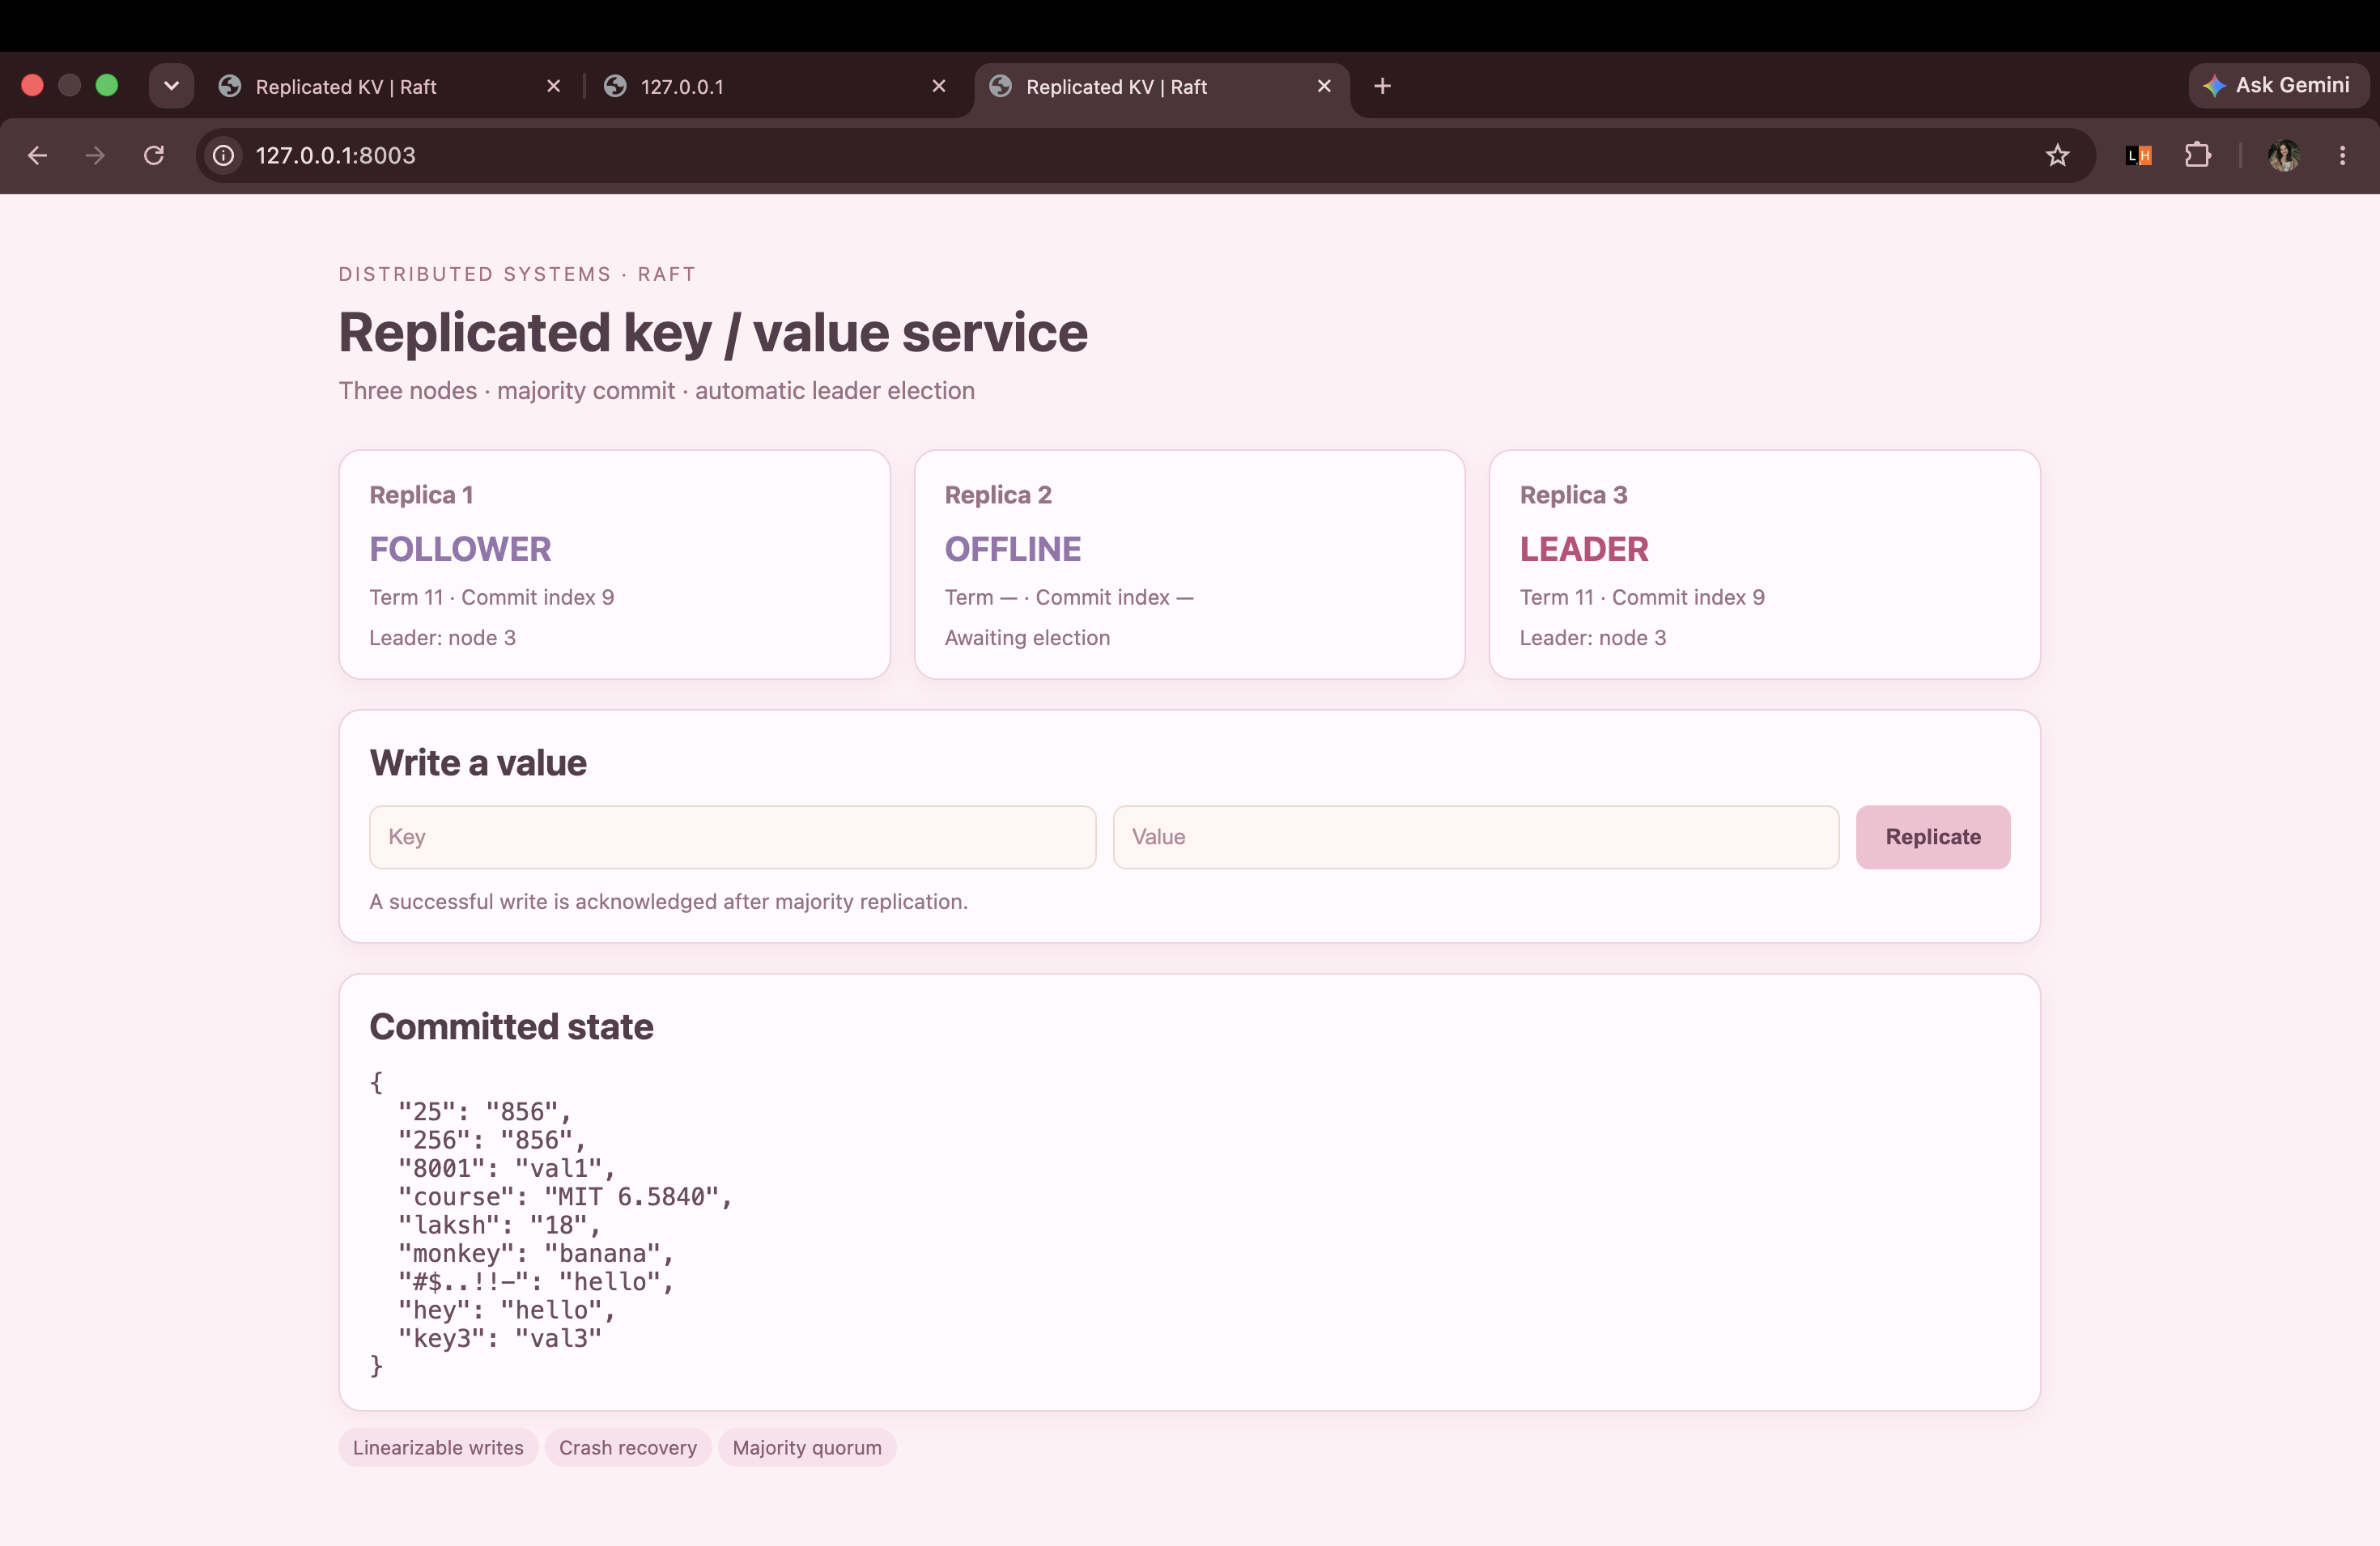 Replicated KV | Raft
127.0.0.1
Replicated KV | Raft
Ask Gemini
127.0.0.1:8003
LH
DISTRIBUTED SYSTEMS · RAFT
Replicated key / value service
Three nodes · majority commit · automatic leader election
Replica 1
FOLLOWER
Term 11 · Commit index 9
Leader: node 3
Replica 2
OFFLINE
Term — · Commit index —
Awaiting election
Replica 3
LEADER
Term 11 · Commit index 9
Leader: node 3
Write a value
Key
Value
Replicate
A successful write is acknowledged after majority replication.
Committed state
{
  "25": "856",
  "256": "856",
  "8001": "val1",
  "course": "MIT 6.5840",
  "laksh": "18",
  "monkey": "banana",
  "#$..!!—": "hello",
  "hey": "hello",
  "key3": "val3"
}
Linearizable writes
Crash recovery
Majority quorum